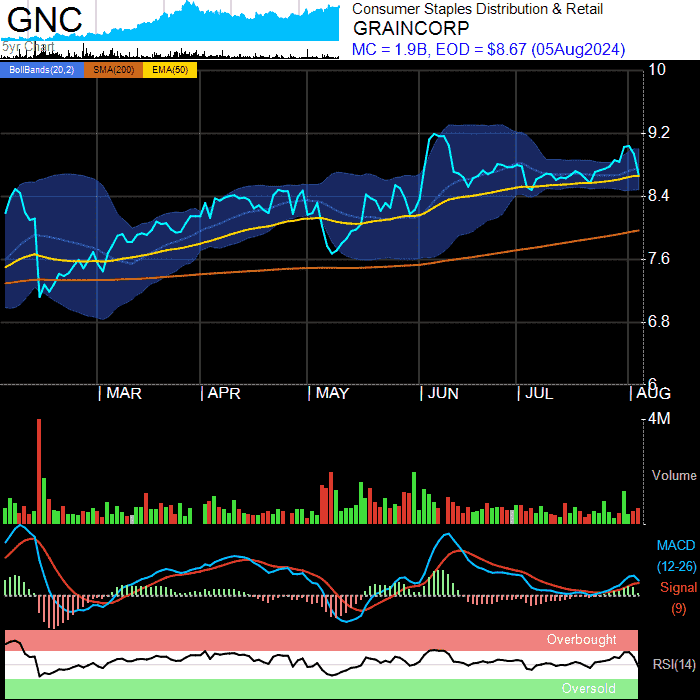 GNC
5yr Chart
Consumer Staples Distribution & Retail
GRAINCORP
MC = 1.9B, EOD = $8.67 (05Aug2024)
BollBands(20,2) SMA(200) EMA(50)
10
9.2
8.4
7.6
6.8
6
MAR APR MAY JUN JUL AUG
4M
Volume
MACD
(12-26)
Signal
(9)
Overbought
RSI(14)
Oversold